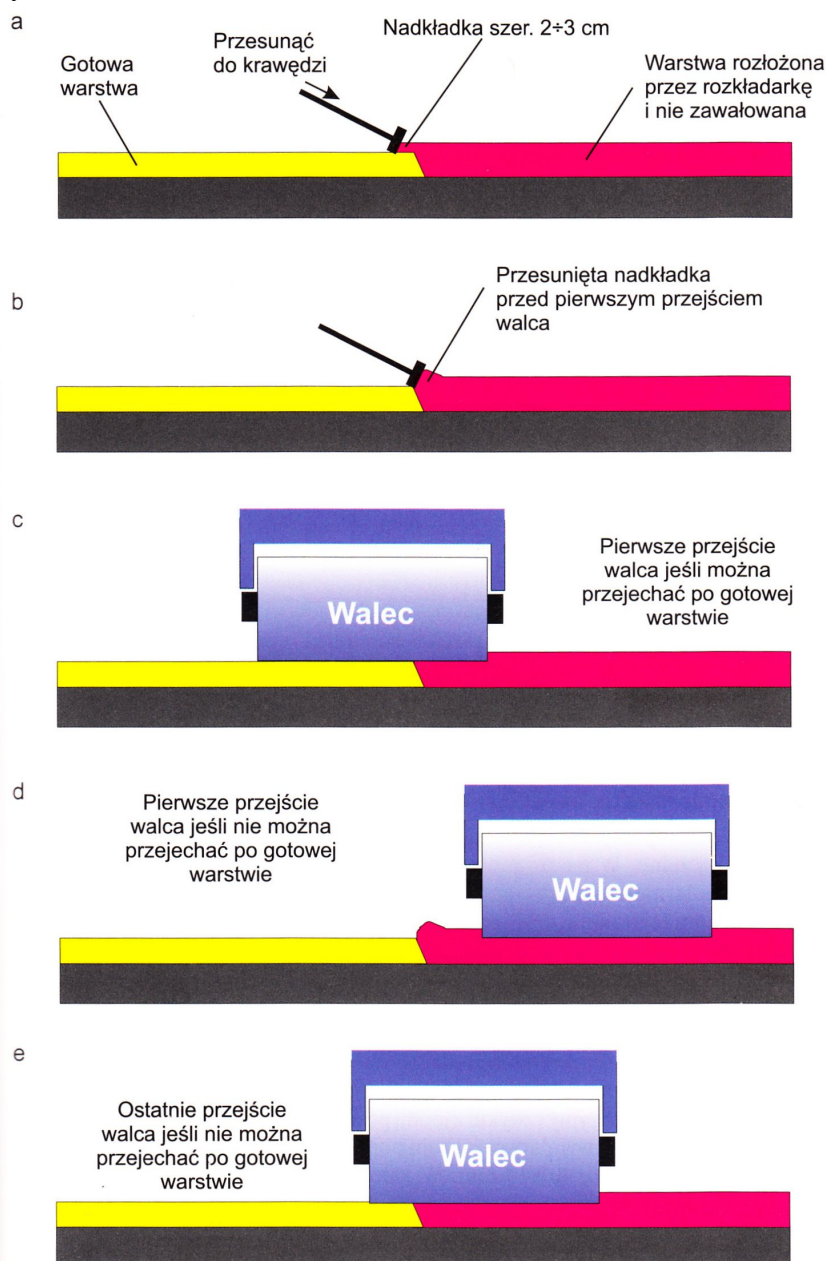 a
Gotowa
warstwa
Przesunąć
do krawędzi
Nadkładka szer. 2÷3 cm
Warstwa rozłożona
przez rozkładarkę
i nie zawałowana
b
Przesunięta nadkładka
przed pierwszym przejściem
walca
c
Walec
Pierwsze przejście
walca jeśli można
przejechać po gotowej
warstwie
d
Pierwsze przejście
walca jeśli nie można
przejechać po gotowej
warstwie
Walec
e
Ostatnie przejście
walca jeśli nie można
przejechać po gotowej
warstwie
Walec